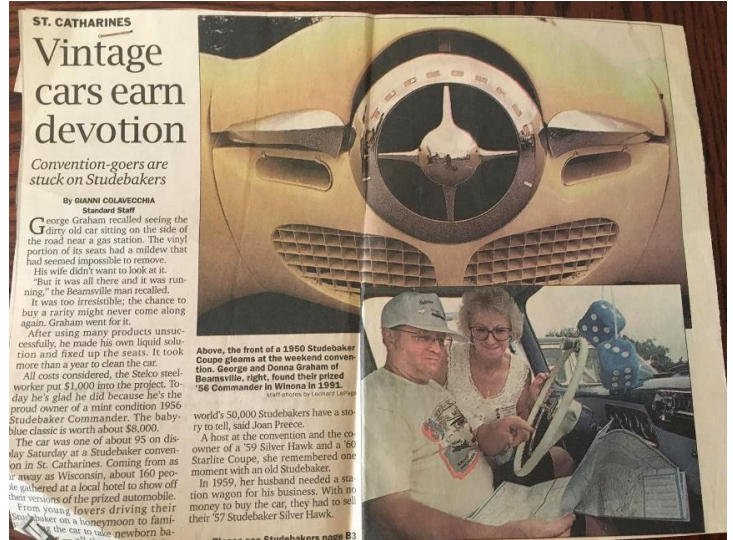 ST. CATHARINES
Vintage
cars earn
devotion
Convention-goers are
stuck on Studebakers
By GIANNI COLAVECCHIA
Standard Staff
George Graham recalled seeing the
dirty old car sitting on the side of
the road near a gas station. The vinyl
portion of its seats had a mildew that
had seemed impossible to remove.
His wife didn't want to look at it.
"But it was all there and it was run-
ning," the Beamsville man recalled.
It was too irresistible; the chance to
buy a rarity might never come along
again. Graham went for it.
After using many products unsuc-
cessfully, he made his own liquid solu-
tion and fixed up the seats. It took
more than a year to clean the car.
All costs considered, the Stelco steel-
worker put $1,000 into the project. To-
day he's glad he did because he's the
proud owner of a mint condition 1956
Studebaker Commander. The baby-
blue classic is worth about $8,000.
The car was one of about 95 on dis-
play Saturday at a Studebaker conven-
on in St. Catharines. Coming from as
r away as Wisconsin, about 160 peo-
le gathered at a local hotel to show off
their versions of the prized automobile.
From young lovers driving their
Studebaker on a honeymoon to fami-
the car to take newborn ba-
STUDEBAKER
Above, the front of a 1950 Studebaker
Coupe gleams at the weekend conven-
tion. George and Donna Graham of
Beamsville, right, found their prized
'56 Commander in Winona in 1991.
staff photos by Leonard LePage
world's 50,000 Studebakers have a sto-
ry to tell, said Joan Preece.
A host at the convention and the co-
owner of a '59 Silver Hawk and a '60
Starlite Coupe, she remembered one
moment with an old Studebaker.
In 1959, her husband needed a sta-
tion wagon for his business. With no
money to buy the car, they had to sell
their '57 Studebaker Silver Hawk.
Please see Studebakers page B3